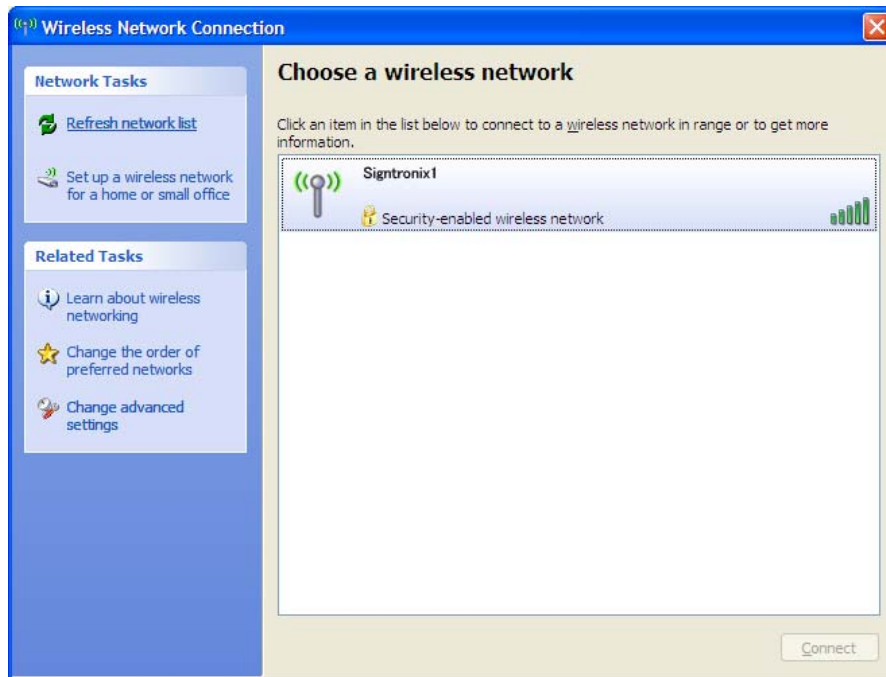 Wireless Network Connection
Network Tasks
Refresh network list
Set up a wireless network
for a home or small office
Related Tasks
Learn about wireless
networking
Change the order of
preferred networks
Change advanced
settings
Choose a wireless network
Click an item in the list below to connect to a wireless network in range or to get more
information.
Signtronix1
Security-enabled wireless network
Connect